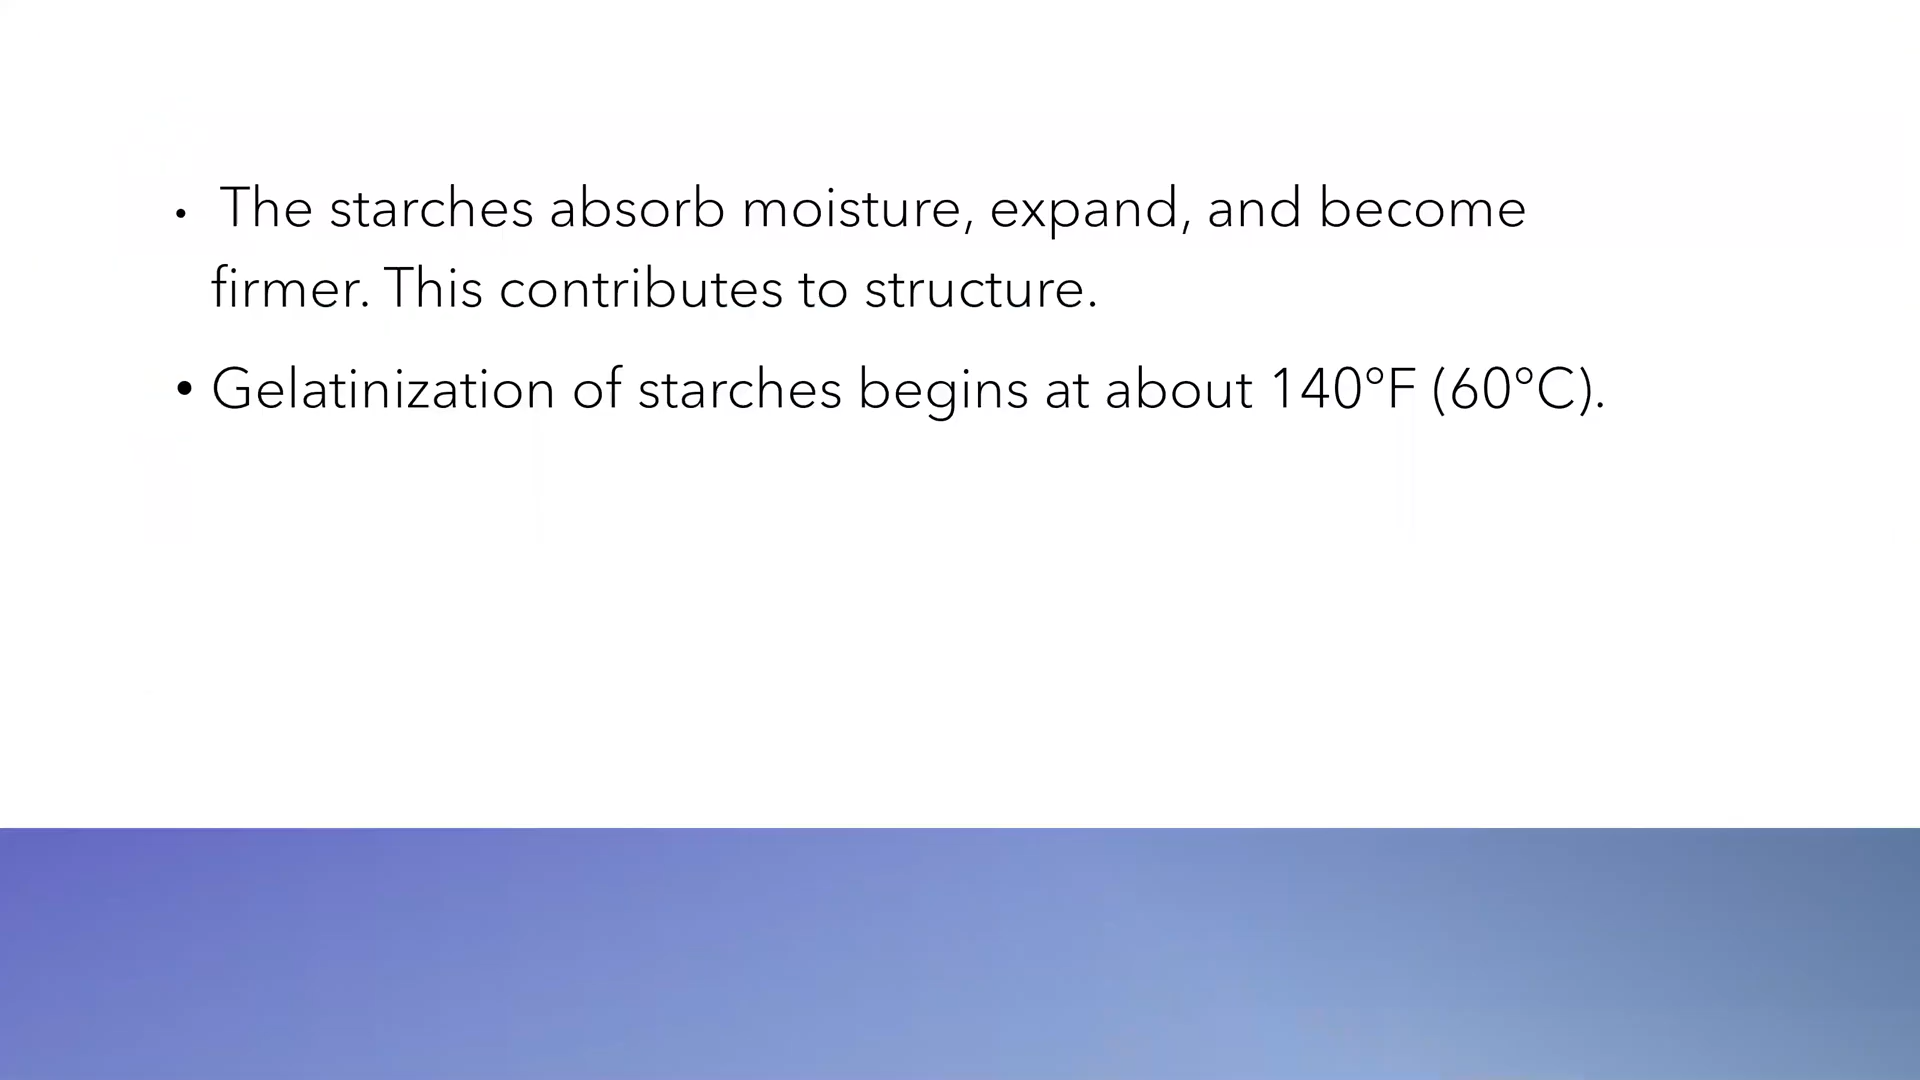 • The starches absorb moisture, expand, and become
firmer. This contributes to structure.
• Gelatinization of starches begins at about 140°F (60°C).